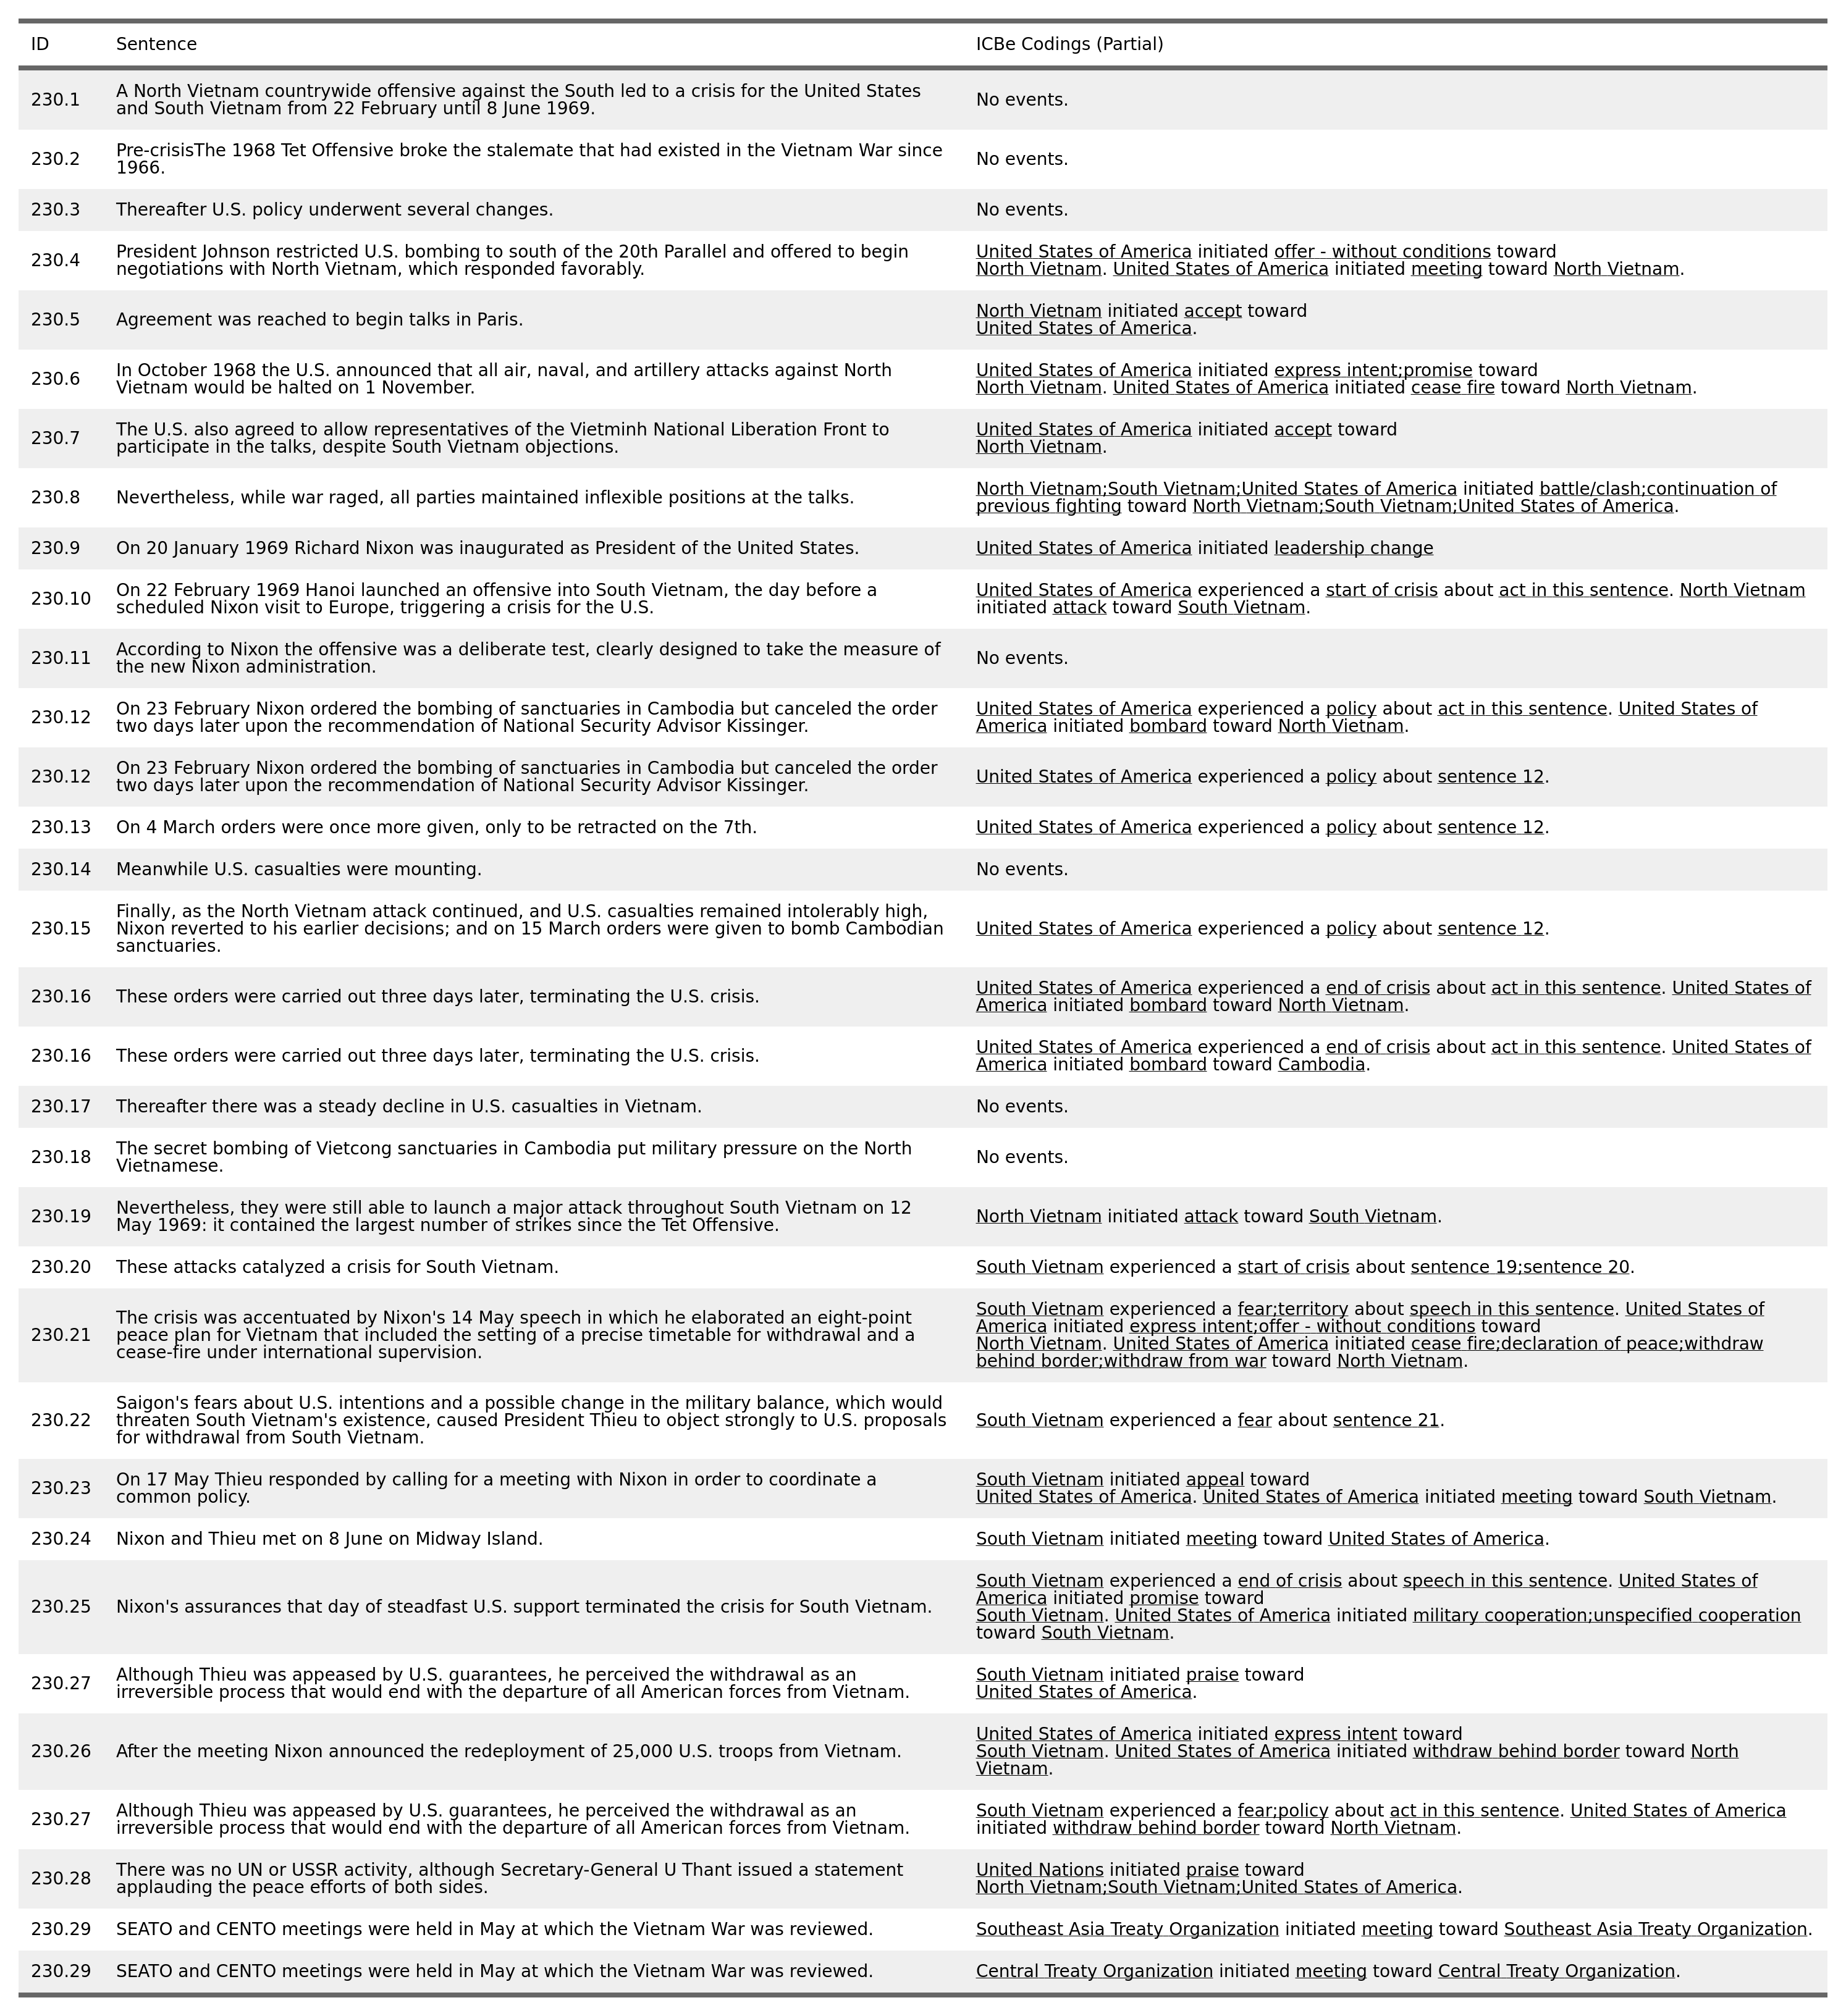 ID Sentence ICBe Codings (Partial)
230.1 A North Vietnam countrywide offensive against the South led to a crisis for the United States
and South Vietnam from 22 February until 8 June 1969. No events.
230.2 Pre-crisisThe 1968 Tet Offensive broke the stalemate that had existed in the Vietnam War since
1966. No events.
230.3 Thereafter U.S. policy underwent several changes. No events.
230.4 President Johnson restricted U.S. bombing to south of the 20th Parallel and offered to begin
negotiations with North Vietnam, which responded favorably.
United States of America initiated offer - without conditions toward
North Vietnam. United States of America initiated meeting toward North Vietnam.
230.5 Agreement was reached to begin talks in Paris.
North Vietnam initiated accept toward
United States of America.
230.6 In October 1968 the U.S. announced that all air, naval, and artillery attacks against North
Vietnam would be halted on 1 November.
United States of America initiated express intent;promise toward
North Vietnam. United States of America initiated cease fire toward North Vietnam.
230.7 The U.S. also agreed to allow representatives of the Vietminh National Liberation Front to
participate in the talks, despite South Vietnam objections.
United States of America initiated accept toward
North Vietnam.
230.8 Nevertheless, while war raged, all parties maintained inflexible positions at the talks.
North Vietnam;South Vietnam;United States of America initiated battle/clash;continuation of
previous fighting toward North Vietnam;South Vietnam;United States of America.
230.9 On 20 January 1969 Richard Nixon was inaugurated as President of the United States. United States of America initiated leadership change
230.10 On 22 February 1969 Hanoi launched an offensive into South Vietnam, the day before a
scheduled Nixon visit to Europe, triggering a crisis for the U.S.
United States of America experienced a start of crisis about act in this sentence. North Vietnam
initiated attack toward South Vietnam.
230.11 According to Nixon the offensive was a deliberate test, clearly designed to take the measure of
the new Nixon administration. No events.
230.12 On 23 February Nixon ordered the bombing of sanctuaries in Cambodia but canceled the order
two days later upon the recommendation of National Security Advisor Kissinger.
United States of America experienced a policy about act in this sentence. United States of
America initiated bombard toward North Vietnam.
230.12 On 23 February Nixon ordered the bombing of sanctuaries in Cambodia but canceled the order
two days later upon the recommendation of National Security Advisor Kissinger.
United States of America experienced a policy about sentence 12.
230.13 On 4 March orders were once more given, only to be retracted on the 7th. United States of America experienced a policy about sentence 12.
230.14 Meanwhile U.S. casualties were mounting. No events.
230.15 Finally, as the North Vietnam attack continued, and U.S. casualties remained intolerably high,
Nixon reverted to his earlier decisions; and on 15 March orders were given to bomb Cambodian
sanctuaries.
United States of America experienced a policy about sentence 12.
230.16 These orders were carried out three days later, terminating the U.S. crisis.
United States of America experienced a end of crisis about act in this sentence. United States of
America initiated bombard toward North Vietnam.
230.16 These orders were carried out three days later, terminating the U.S. crisis.
United States of America experienced a end of crisis about act in this sentence. United States of
America initiated bombard toward Cambodia.
230.17 Thereafter there was a steady decline in U.S. casualties in Vietnam. No events.
230.18 The secret bombing of Vietcong sanctuaries in Cambodia put military pressure on the North
Vietnamese. No events.
230.19 Nevertheless, they were still able to launch a major attack throughout South Vietnam on 12
May 1969: it contained the largest number of strikes since the Tet Offensive.
North Vietnam initiated attack toward South Vietnam.
230.20 These attacks catalyzed a crisis for South Vietnam. South Vietnam experienced a start of crisis about sentence 19;sentence 20.
230.21 The crisis was accentuated by Nixon's 14 May speech in which he elaborated an eight-point
peace plan for Vietnam that included the setting of a precise timetable for withdrawal and a
cease-fire under international supervision.
South Vietnam experienced a fear;territory about speech in this sentence. United States of
America initiated express intent;offer - without conditions toward
North Vietnam. United States of America initiated cease fire;declaration of peace;withdraw
behind border;withdraw from war toward North Vietnam.
230.22 Saigon's fears about U.S. intentions and a possible change in the military balance, which would
threaten South Vietnam's existence, caused President Thieu to object strongly to U.S. proposals
for withdrawal from South Vietnam.
South Vietnam experienced a fear about sentence 21.
230.23 On 17 May Thieu responded by calling for a meeting with Nixon in order to coordinate a
common policy.
South Vietnam initiated appeal toward
United States of America. United States of America initiated meeting toward South Vietnam.
230.24 Nixon and Thieu met on 8 June on Midway Island. South Vietnam initiated meeting toward United States of America.
230.25 Nixon's assurances that day of steadfast U.S. support terminated the crisis for South Vietnam.
South Vietnam experienced a end of crisis about speech in this sentence. United States of
America initiated promise toward
South Vietnam. United States of America initiated military cooperation;unspecified cooperation
toward South Vietnam.
230.27 Although Thieu was appeased by U.S. guarantees, he perceived the withdrawal as an
irreversible process that would end with the departure of all American forces from Vietnam.
South Vietnam initiated praise toward
United States of America.
230.26 After the meeting Nixon announced the redeployment of 25,000 U.S. troops from Vietnam.
United States of America initiated express intent toward
South Vietnam. United States of America initiated withdraw behind border toward North
Vietnam.
230.27 Although Thieu was appeased by U.S. guarantees, he perceived the withdrawal as an
irreversible process that would end with the departure of all American forces from Vietnam.
South Vietnam experienced a fear;policy about act in this sentence. United States of America
initiated withdraw behind border toward North Vietnam.
230.28 There was no UN or USSR activity, although Secretary-General U Thant issued a statement
applauding the peace efforts of both sides.
United Nations initiated praise toward
North Vietnam;South Vietnam;United States of America.
230.29 SEATO and CENTO meetings were held in May at which the Vietnam War was reviewed. Southeast Asia Treaty Organization initiated meeting toward Southeast Asia Treaty Organization.
230.29 SEATO and CENTO meetings were held in May at which the Vietnam War was reviewed. Central Treaty Organization initiated meeting toward Central Treaty Organization.